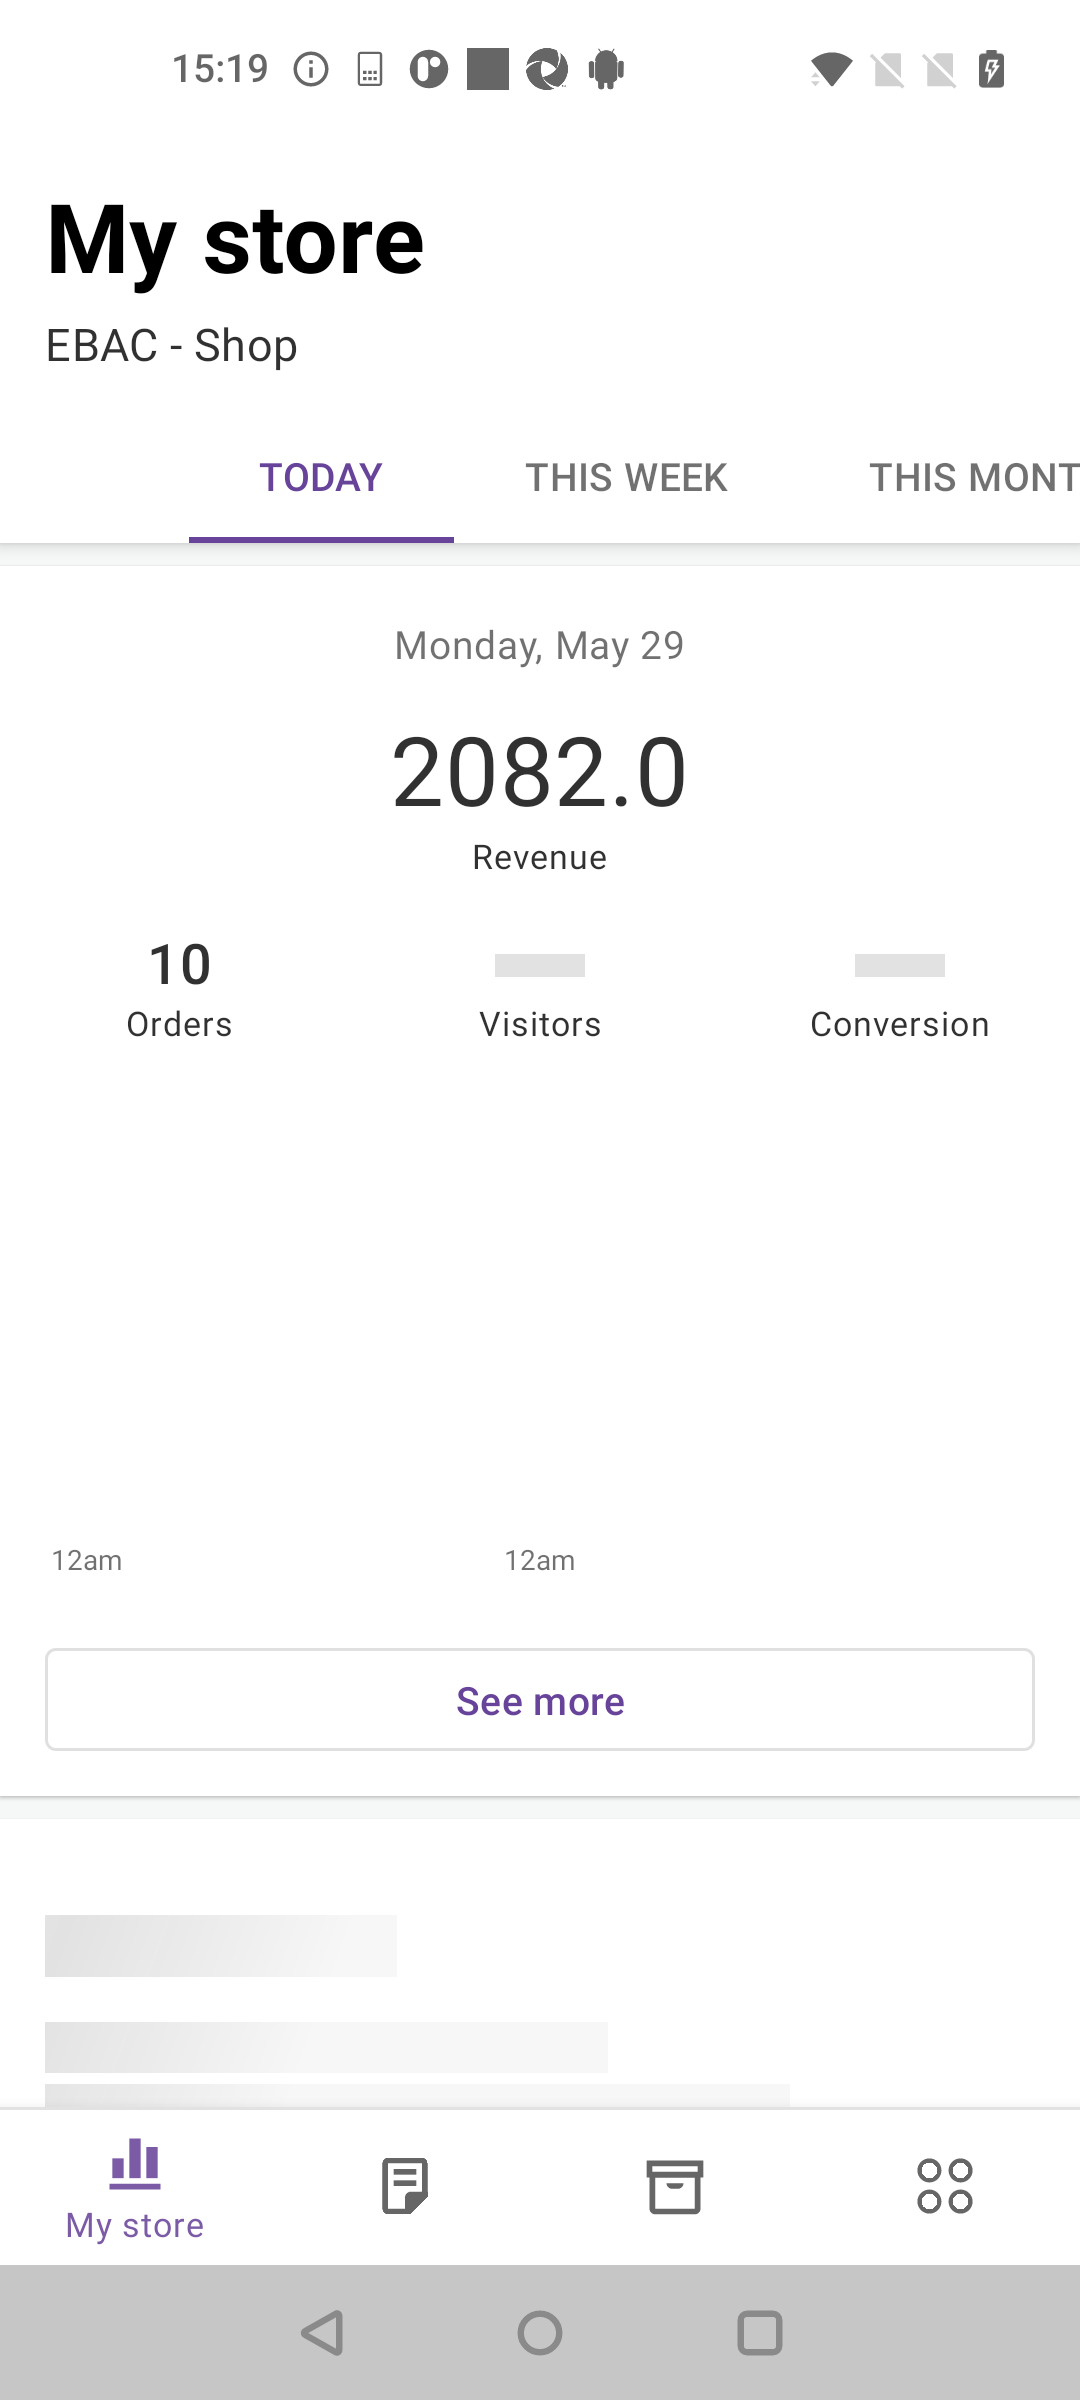 15:19
My store
EBAC - Shop
TODAY THIS WEEK THIS MONT
Monday, May 29
2082.0
Revenue
10
Orders Visitors Conversion
12am 12am
See more
My store